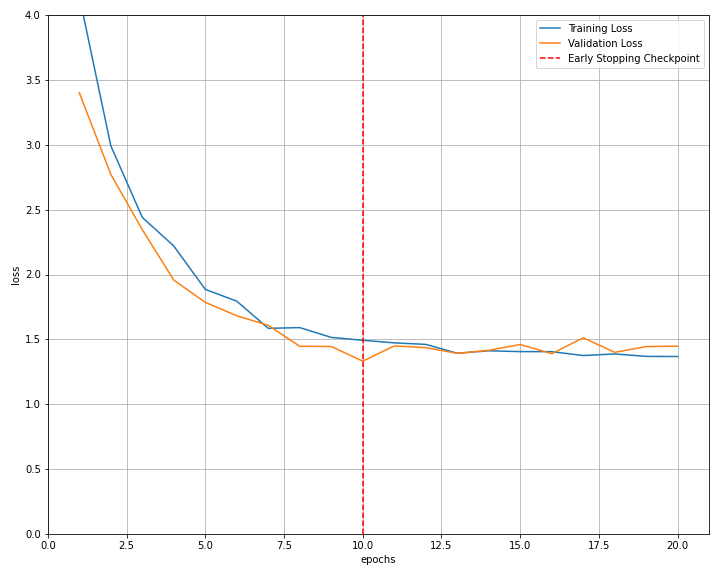 4.0
3.5
3.0
2.5
2.0
1.5
1.0
0.5
0.0
loss
Training Loss
Validation Loss
Early Stopping Checkpoint
0.0 2.5 5.0 7.5 10.0 12.5 15.0 17.5 20.0
epochs